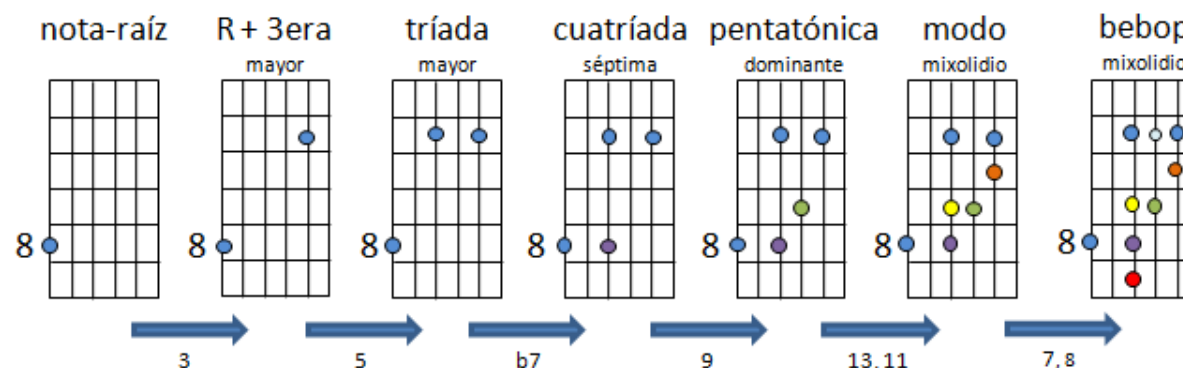 nota-raíz R + 3era tríada cuatríada pentatónica modo bebop
mayor mayor séptima dominante mixolidio mixolidio
8 8 8 8 8 8 8
3 5 b7 9 13, 11 7, 8